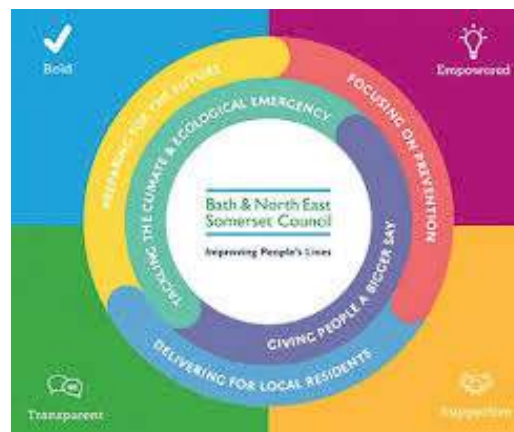 Bold
Empowered
PREPARING FOR THE FUTURE
FOCUSING ON PREVENTION
TACKLING THE CLIMATE & ECOLOGICAL EMERGENCY
GIVING PEOPLE A BIGGER SAY
DELIVERING FOR LOCAL RESIDENTS
Bath & North East
Somerset Council
Improving People's Lives
Transparent
Supportive